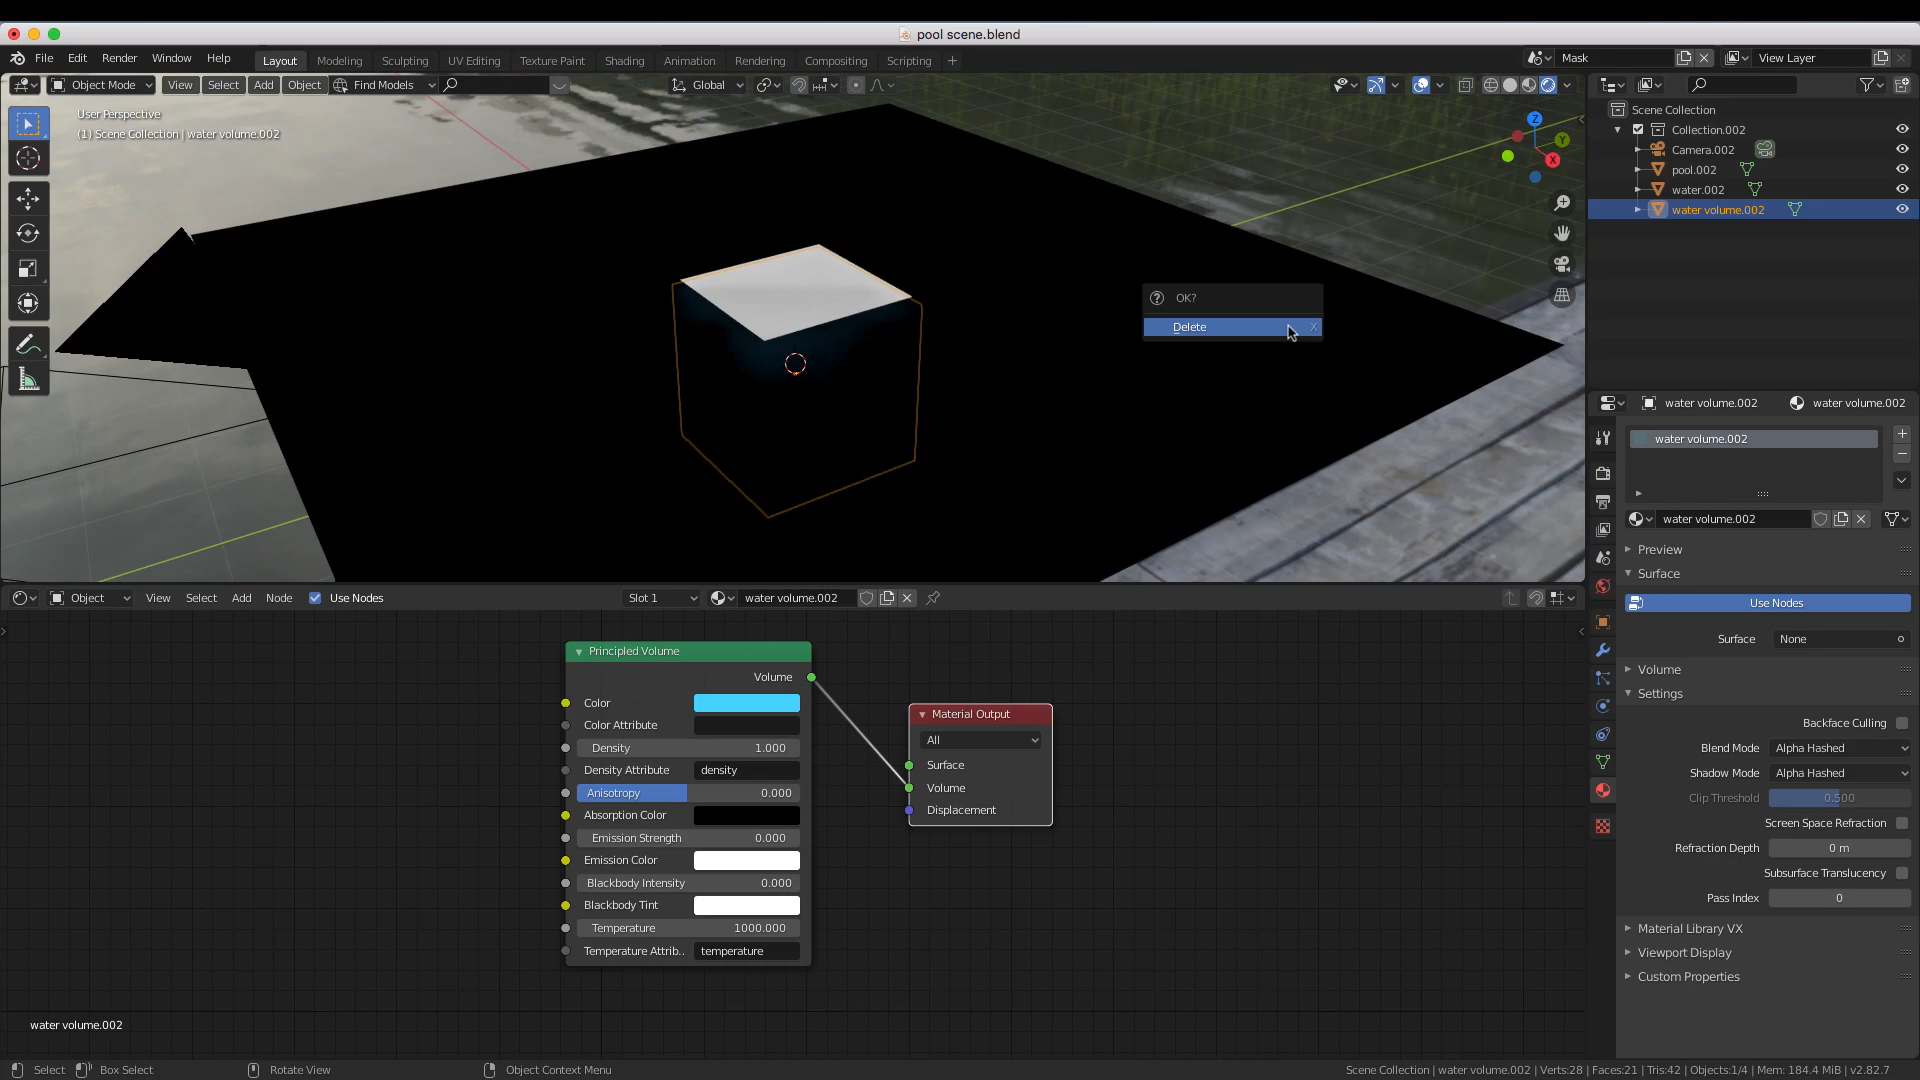 pool scene.blend
File Edit Render Window Help Layout Modeling Sculpting UV Editing Texture Paint Shading Animation Rendering Compositing Scripting + Mask View Layer
Object Mode View Select Add Object Find Models Global
User Perspective
(1) Scene Collection | water volume.002
Z
Y
X
OK?
Delete X
Scene Collection
Collection.002
Camera.002
pool.002
water.002
water volume.002
water volume.002 water volume.002
water volume.002
water volume.002
Preview
Surface
Use Nodes
Surface None
Volume
Settings
Backface Culling
Blend Mode Alpha Hashed
Shadow Mode Alpha Hashed
Clip Threshold 0.500
Screen Space Refraction
Refraction Depth 0 m
Subsurface Translucency
Pass Index 0
Material Library VX
Viewport Display
Custom Properties
Object View Select Add Node Use Nodes Slot 1 water volume.002
Principled Volume
Volume
Color
Color Attribute
Density 1.000
Density Attribute density
Anisotropy 0.000
Absorption Color
Emission Strength 0.000
Emission Color
Blackbody Intensity 0.000
Blackbody Tint
Temperature 1000.000
Temperature Attrib.. temperature
Material Output
All
Surface
Volume
Displacement
water volume.002
Select Box Select Rotate View Object Context Menu Scene Collection | water volume.002 | Verts:28 | Faces:21 | Tris:42 | Objects:1/4 | Mem: 184.4 MiB | v2.82.7